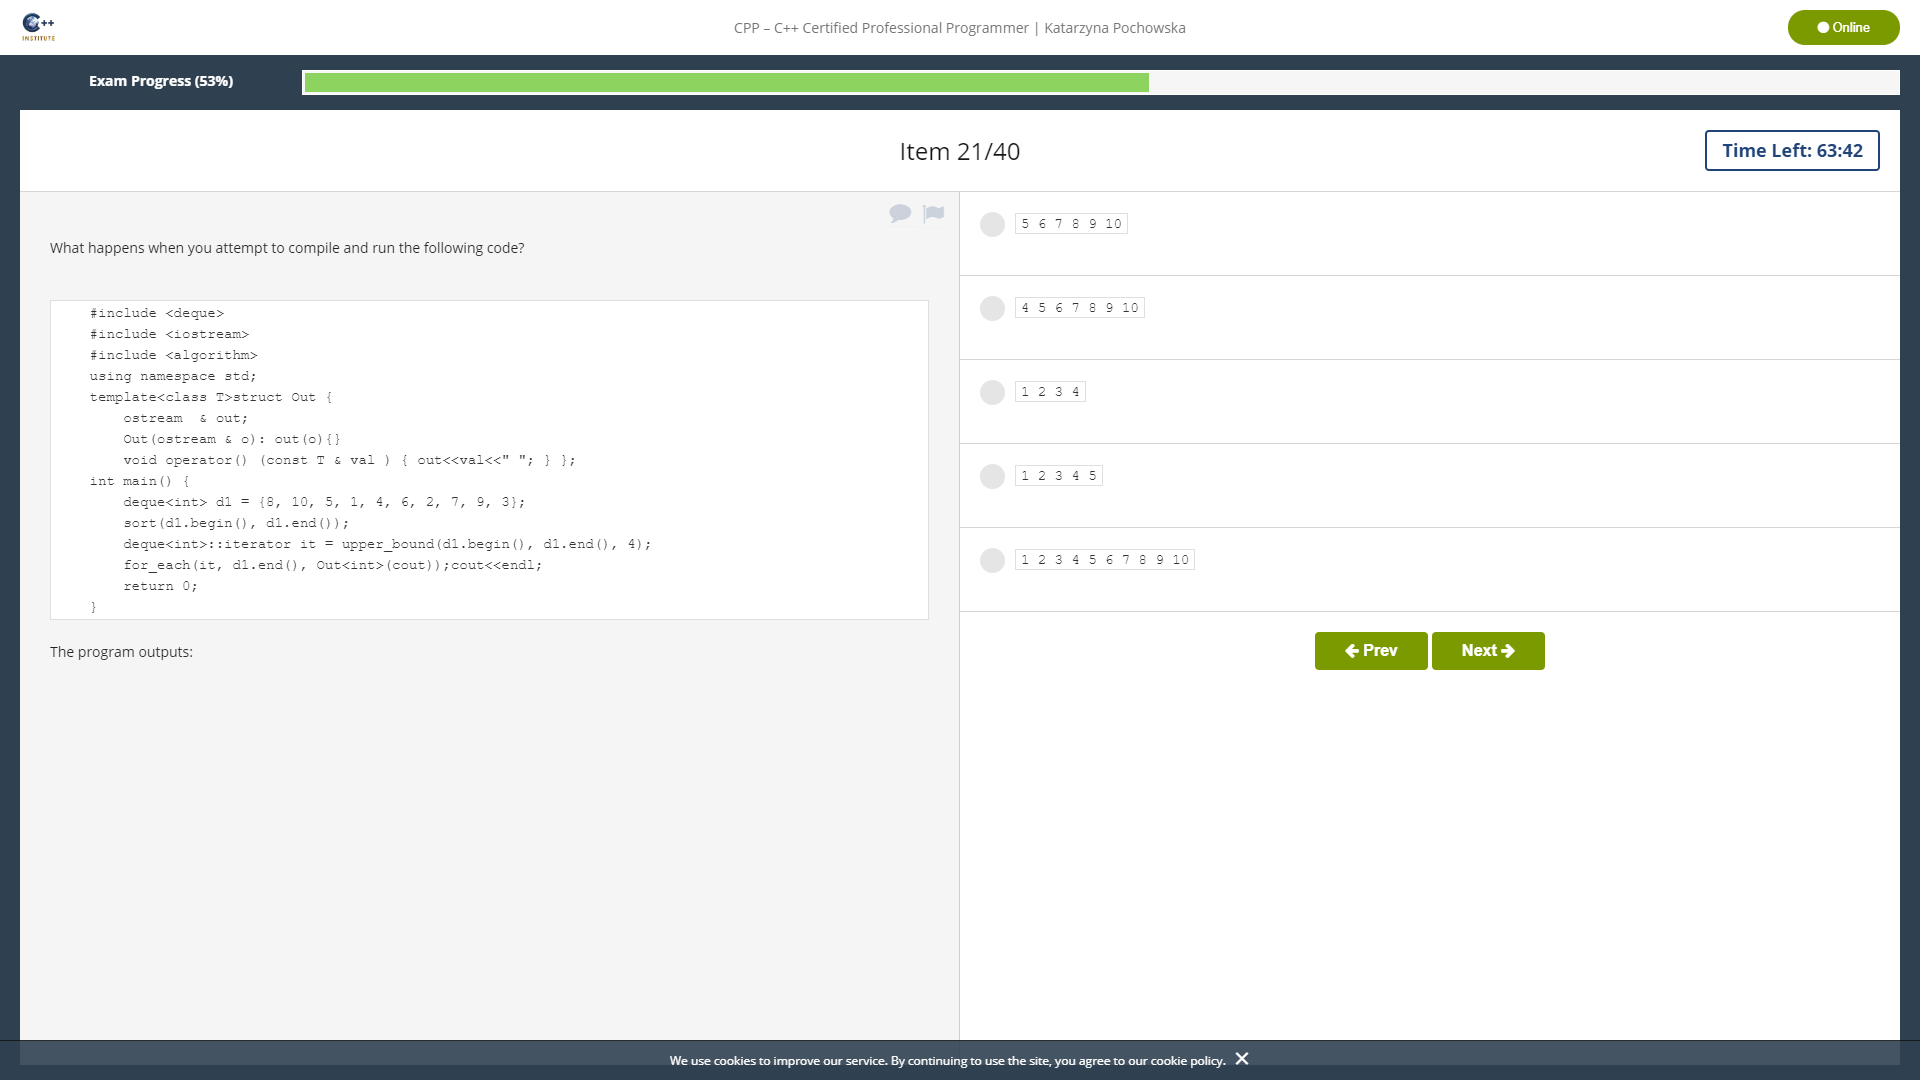 C++
INSTITUTE
CPP – C++ Certified Professional Programmer | Katarzyna Pochowska
Online
Exam Progress (53%)
Item 21/40
Time Left: 63:42
What happens when you attempt to compile and run the following code?
#include <deque>
#include <iostream>
#include <algorithm>
using namespace std;
template<class T>struct Out {
    ostream  & out;
    Out(ostream & o): out(o){}
    void operator() (const T & val ) { out<<val<<" "; } };
int main() {
    deque<int> d1 = {8, 10, 5, 1, 4, 6, 2, 7, 9, 3};
    sort(d1.begin(), d1.end());
    deque<int>::iterator it = upper_bound(d1.begin(), d1.end(), 4);
    for_each(it, d1.end(), Out<int>(cout));cout<<endl;
    return 0;
}
The program outputs:
5 6 7 8 9 10
4 5 6 7 8 9 10
1 2 3 4
1 2 3 4 5
1 2 3 4 5 6 7 8 9 10
Prev
Next
We use cookies to improve our service. By continuing to use the site, you agree to our cookie policy.